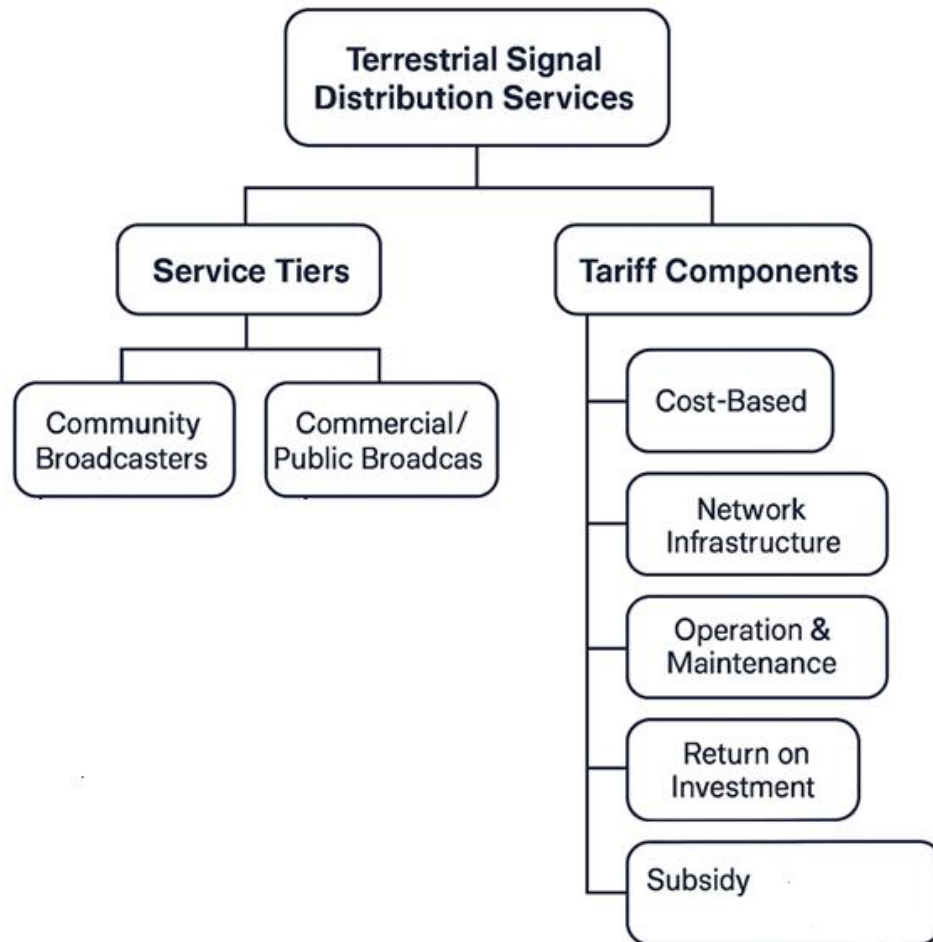 Terrestrial Signal
Distribution Services
Service Tiers
Tariff Components
Community
Broadcasters
Commercial/
Public Broadcas
Cost-Based
Network
Infrastructure
Operation &
Maintenance
Return on
Investment
Subsidy